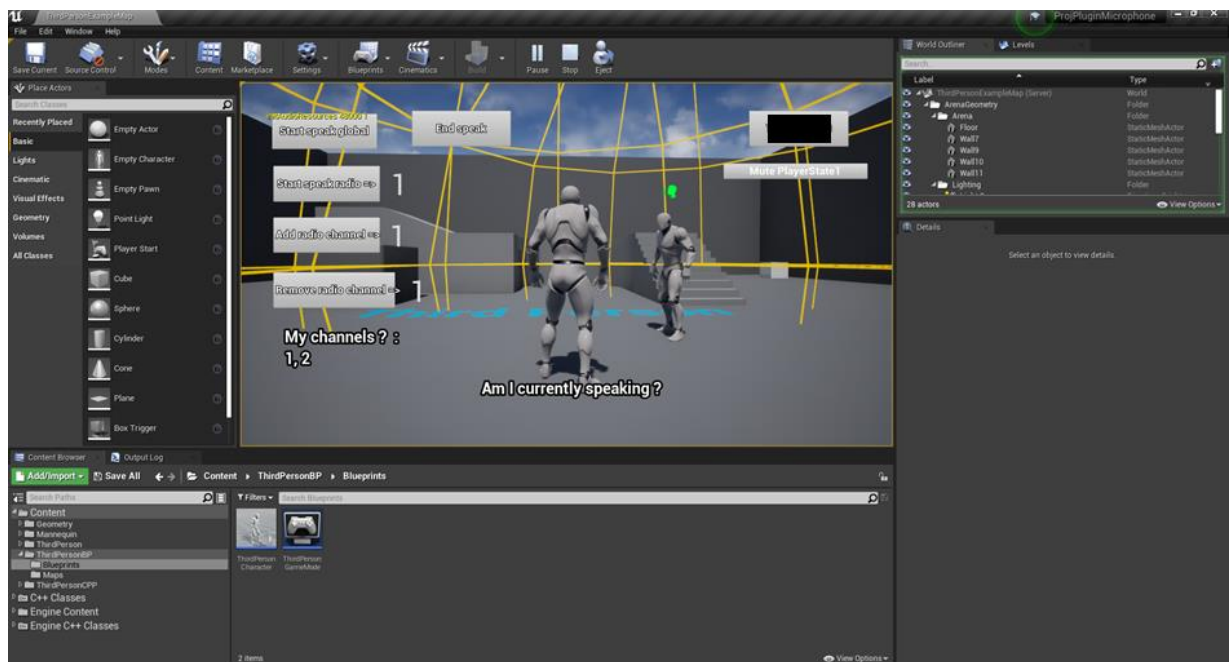 ThirdPersonExampleMap
ProjPluginMicrophone
File Edit Window Help
Save Current Source Control Modes Content Marketplace Settings Blueprints Cinematics Build Pause Stop Eject
Place Actors
Search Classes
Recently Placed
Basic
Lights
Cinematic
Visual Effects
Geometry
Volumes
All Classes
Empty Actor
Empty Character
Empty Pawn
Point Light
Player Start
Cube
Sphere
Cylinder
Cone
Plane
Box Trigger
Start speak global
End speak
Mute PlayerState1
Start speak radio => 1
Add radio channel => 1
Remove radio channel => 1
My channels ? :
1, 2
Am I currently speaking ?
World Outliner Levels
Search...
Label Type
ThirdPersonExampleMap (Server) World
ArenaGeometry Folder
Arena Folder
Floor StaticMeshActor
Wall7 StaticMeshActor
Wall9 StaticMeshActor
Wall10 StaticMeshActor
Wall11 StaticMeshActor
Lighting Folder
28 actors View Options
Details
Select an object to view details.
Content Browser Output Log
Add/Import Save All Content ThirdPersonBP Blueprints
Search Paths
Filters Search Blueprints
Content
Geometry
Mannequin
ThirdPerson
ThirdPersonBP
Blueprints
Maps
ThirdPersonCPP
C++ Classes
Engine Content
Engine C++ Classes
ThirdPerson
Character
ThirdPerson
GameMode
2 items View Options